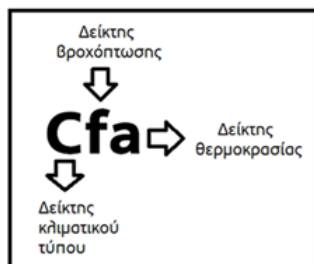 Δείκτης
βροχόπτωσης
Cfa
Δείκτης
θερμοκρασίας
Δείκτης
κλιματικού
τύπου